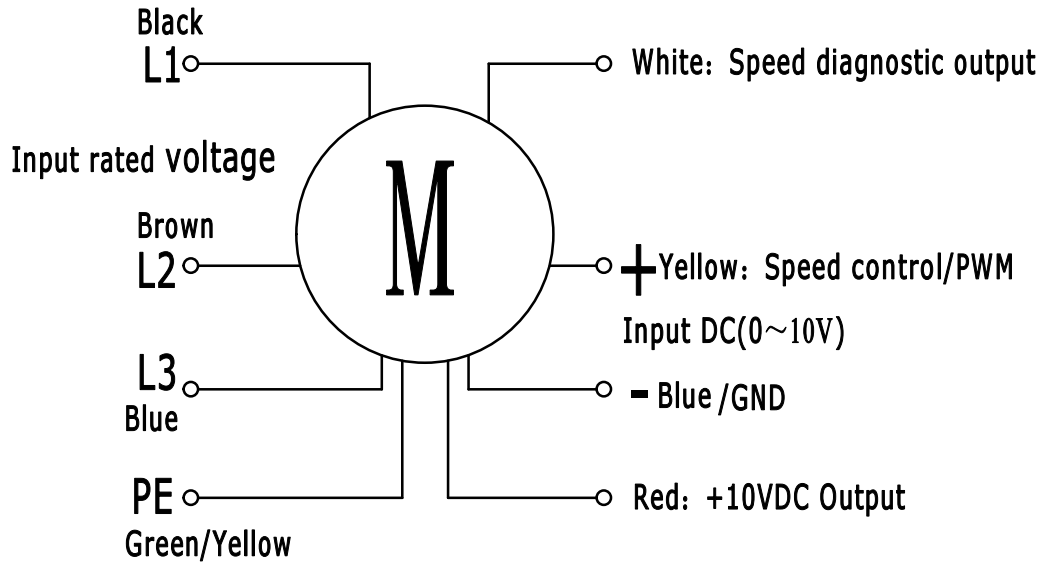 Black
L1
White: Speed diagnostic output
M
Input rated voltage
Brown
L2
+Yellow: Speed control/PWM
Input DC(0～10V)
L3
Blue
- Blue/GND
PE
Red: +10VDC Output
Green/Yellow